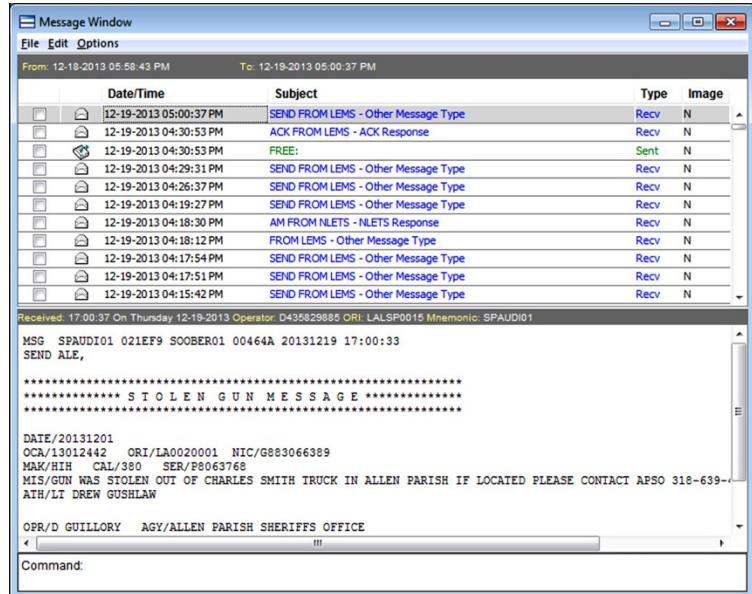 Message Window
File Edit Options
From: 12-18-2013 05:58:43 PM To: 12-19-2013 05:00:37 PM
Date/Time Subject Type Image
12-19-2013 05:00:37 PM SEND FROM LEMS - Other Message Type Recv N
12-19-2013 04:30:53 PM ACK FROM LEMS - ACK Response Recv N
12-19-2013 04:30:53 PM FREE: Sent N
12-19-2013 04:29:31 PM SEND FROM LEMS - Other Message Type Recv N
12-19-2013 04:26:37 PM SEND FROM LEMS - Other Message Type Recv N
12-19-2013 04:19:27 PM SEND FROM LEMS - Other Message Type Recv N
12-19-2013 04:18:30 PM AM FROM NLETS - NLETS Response Recv N
12-19-2013 04:18:12 PM FROM LEMS - Other Message Type Recv N
12-19-2013 04:17:54 PM SEND FROM LEMS - Other Message Type Recv N
12-19-2013 04:17:51 PM SEND FROM LEMS - Other Message Type Recv N
12-19-2013 04:15:42 PM SEND FROM LEMS - Other Message Type Recv N
Received: 17:00:37 On Thursday 12-19-2013 Operator: D435829885 ORI: LALSP0015 Mnemonic: SPAUDI01
MSG SPAUDI01 021EF9 SOOBER01 00464A 20131219 17:00:33
SEND ALE,
*****************************************************************
************** S T O L E N G U N M E S S A G E **************
*****************************************************************
DATE/20131201
OCA/13012442 ORI/LA0020001 NIC/G883066389
MAK/HIH CAL/380 SER/P8063768
MIS/GUN WAS STOLEN OUT OF CHARLES SMITH TRUCK IN ALLEN PARISH IF LOCATED PLEASE CONTACT APSO 318-639-
ATH/LT DREW GUSHLAW
OPR/D GUILLORY AGY/ALLEN PARISH SHERIFFS OFFICE
Command: